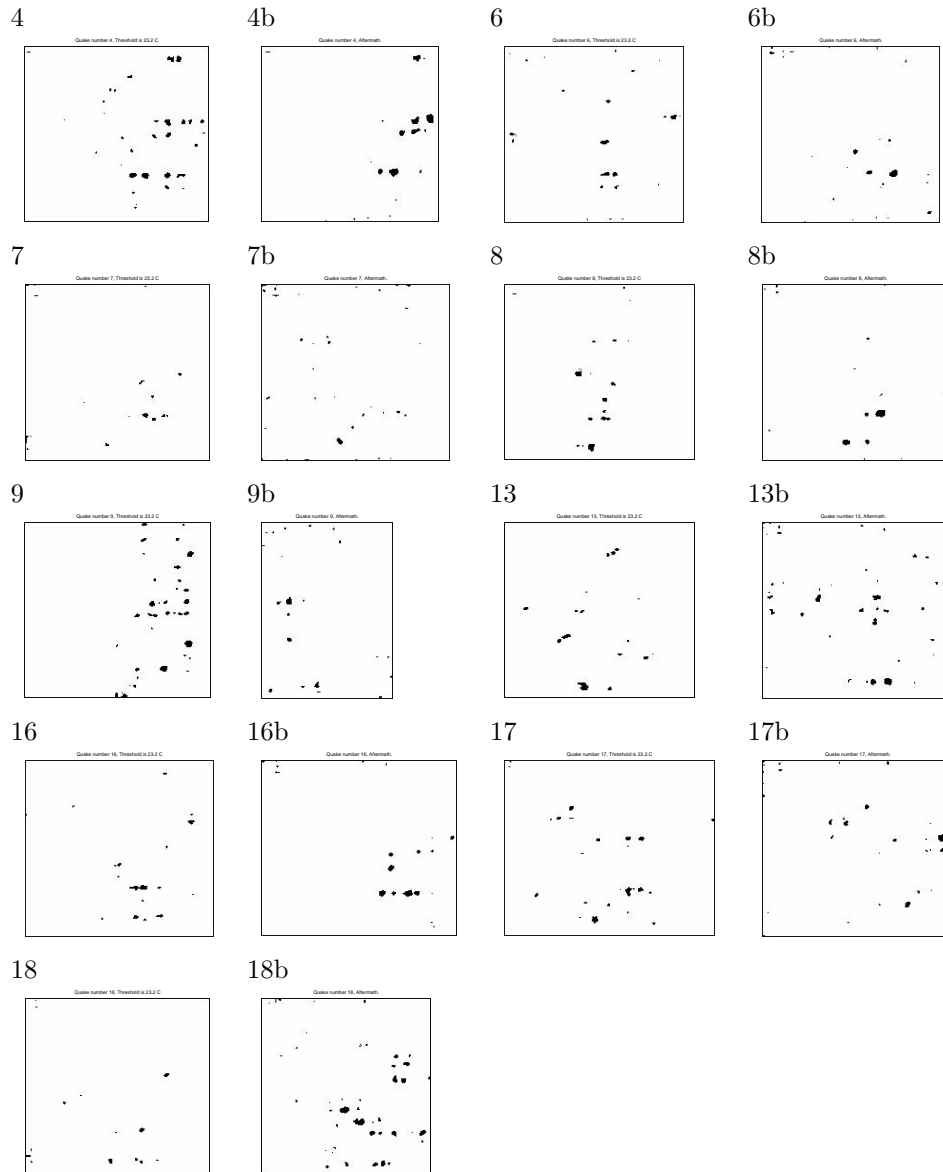 4 4b 6 6b
Quake number 4, Threshold is 23.2 C Quake number 4, Aftermath. Quake number 6, Threshold is 23.2 C Quake number 6, Aftermath.
7 7b 8 8b
Quake number 7, Threshold is 23.2 C Quake number 7, Aftermath. Quake number 8, Threshold is 23.2 C Quake number 8, Aftermath.
9 9b 13 13b
Quake number 9, Threshold is 23.2 C Quake number 9, Aftermath. Quake number 13, Threshold is 23.2 C Quake number 13, Aftermath.
16 16b 17 17b
Quake number 16, Threshold is 23.2 C Quake number 16, Aftermath. Quake number 17, Threshold is 23.2 C Quake number 17, Aftermath.
18 18b
Quake number 18, Threshold is 23.2 C Quake number 18, Aftermath.